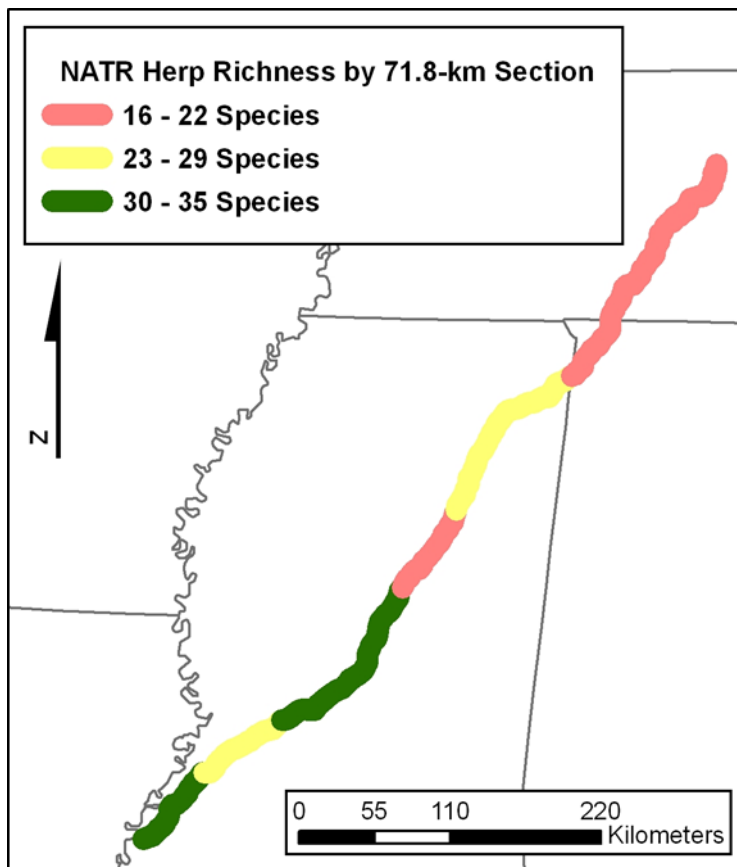 NATR Herp Richness by 71.8-km Section
16 - 22 Species
23 - 29 Species
30 - 35 Species
N
0 55 110 220
Kilometers